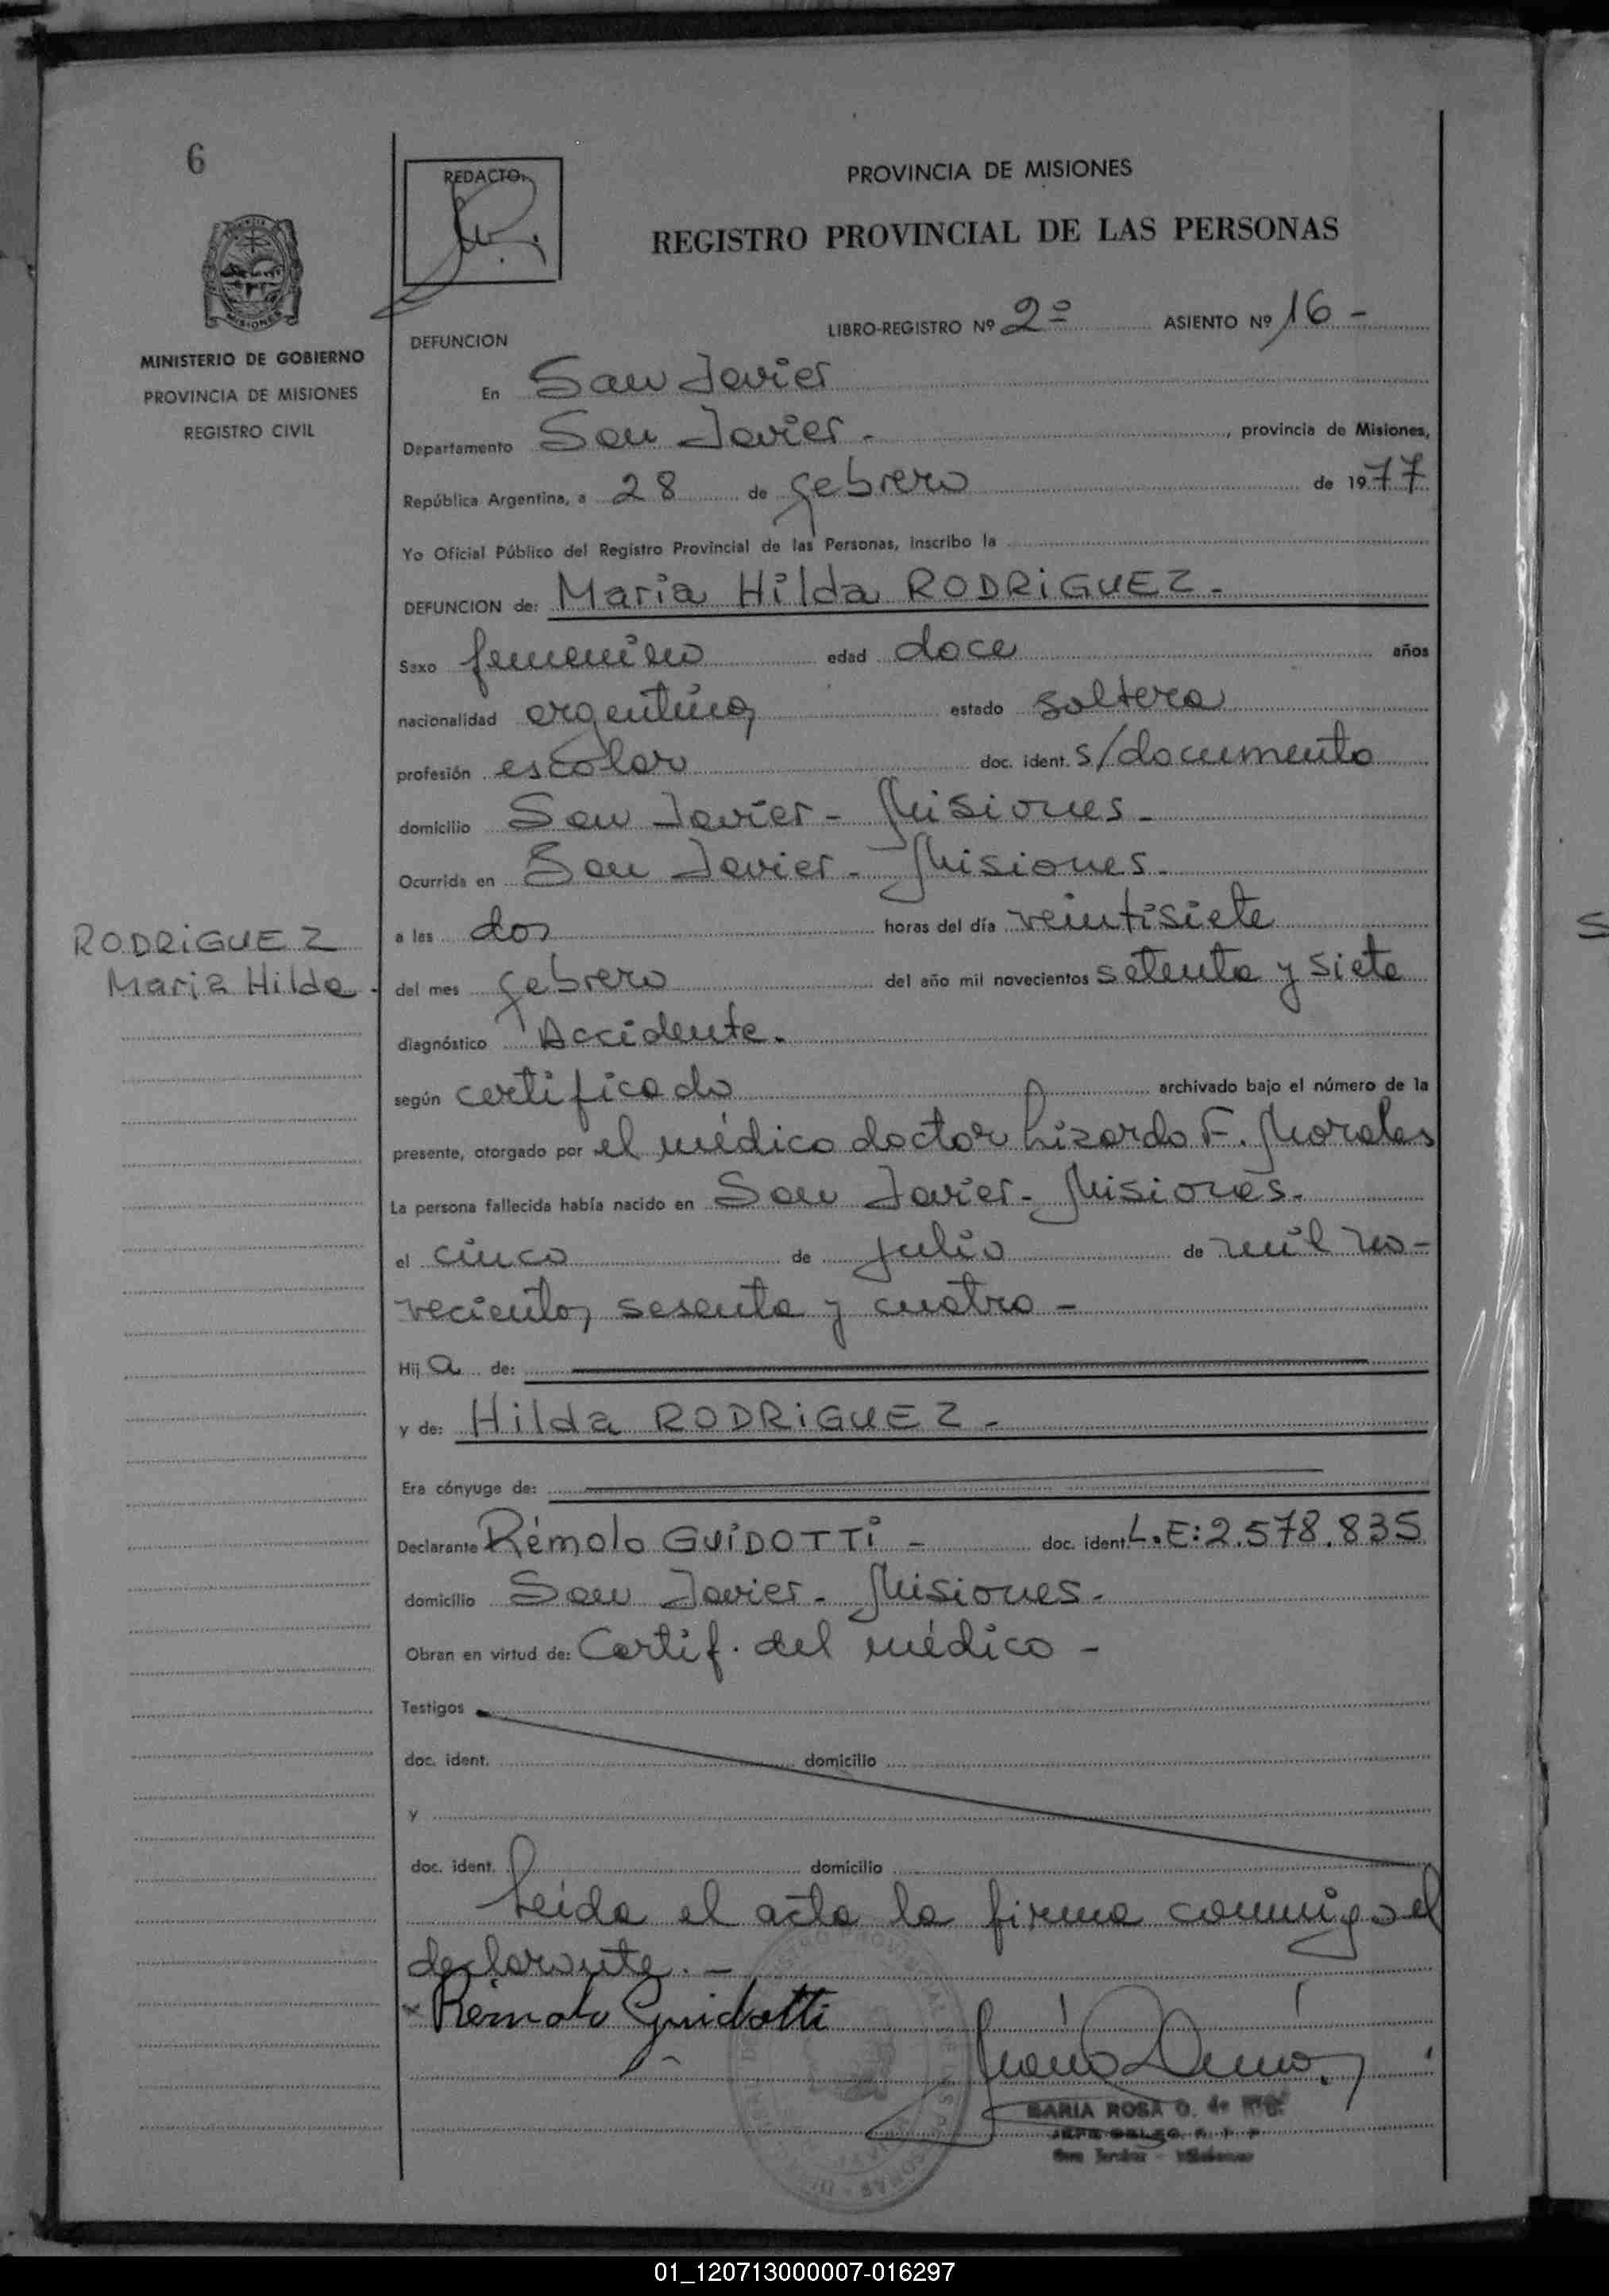 6
REDACTO
PROVINCIA DE MISIONES
REGISTRO PROVINCIAL DE LAS PERSONAS
MISIONES
MINISTERIO DE GOBIERNO
PROVINCIA DE MISIONES
REGISTRO CIVIL
LIBRO-REGISTRO Nº 2º ASIENTO Nº 16 -
DEFUNCION
En San Javier
Departamento San Javier - , provincia de Misiones,
República Argentina, a 28 de febrero de 1977
Yo Oficial Público del Registro Provincial de las Personas, inscribo la
DEFUNCION de: Maria Hilda RODRiGUEZ -
Sexo femenino edad doce años
nacionalidad argentina estado soltera
profesión escolar doc. ident. s/documento
domicilio San Javier - Misiones -
Ocurrida en San Javier - Misiones -
a las dos horas del día veintisiete
RODRiGUEZ
Maria Hilda -
del mes febrero del año mil novecientos setenta y siete
diagnóstico Accidente -
según certificado archivado bajo el número de la
presente, otorgado por el médico doctor Lizardo F. Morales
La persona fallecida había nacido en San Javier - Misiones -
el cinco de julio de mil no-
vecientos sesenta y cuatro -
Hija de:
y de: Hilda RODRiGUEZ -
Era cónyuge de:
Declarante Rémolo GUiDOTTi - doc. ident L.E: 2.578.835
domicilio San Javier - Misiones -
Obran en virtud de: Certif. del médico -
Testigos
doc. ident. domicilio
y
doc. ident. domicilio
Leída el acta la firma conmigo el
declarante. -
Rémolo Guidotti
MARIA ROSA O. de
01_120713000007-016297